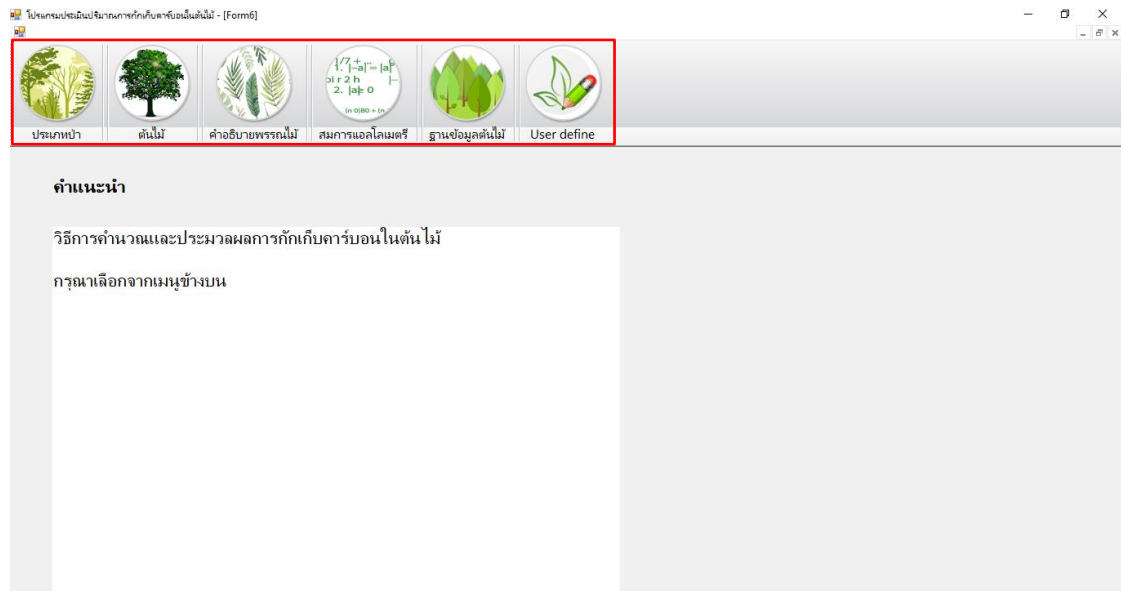 โปรแกรมประเมินปริมาณการกักเก็บคาร์บอนในต้นไม้ - [Form6]
ประเภทป่า
ต้นไม้
คำอธิบายพรรณไม้
สมการแอลโลเมตรี
ฐานข้อมูลต้นไม้
User define
คำแนะนำ
วิธีการคำนวณและประมวลผลการกักเก็บคาร์บอนในต้นไม้
กรุณาเลือกจากเมนูข้างบน